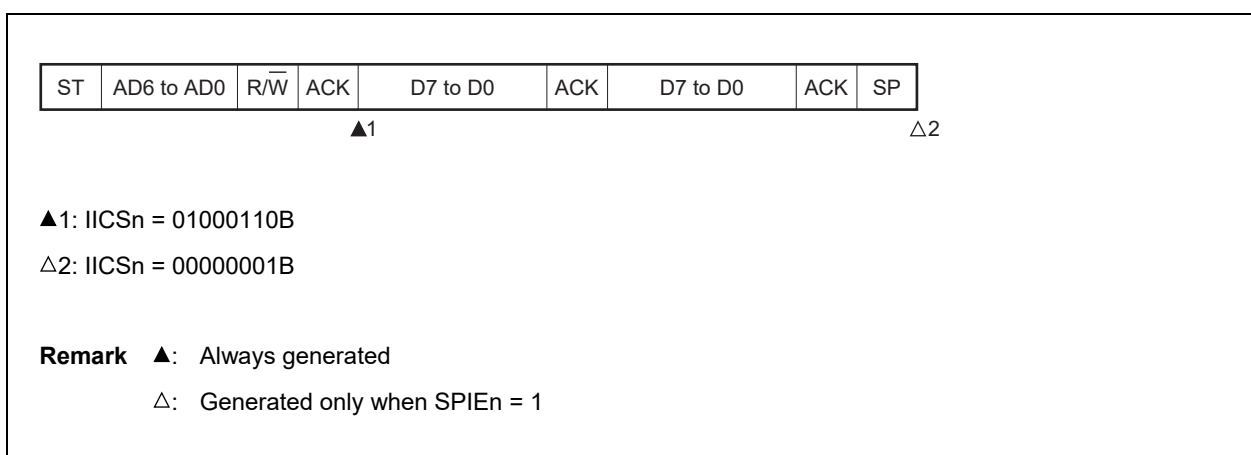 ST AD6 to AD0 R/W̅ ACK D7 to D0 ACK D7 to D0 ACK SP
▲1 △2
▲1: IICSn = 01000110B
△2: IICSn = 00000001B
Remark ▲: Always generated
△: Generated only when SPIEn = 1